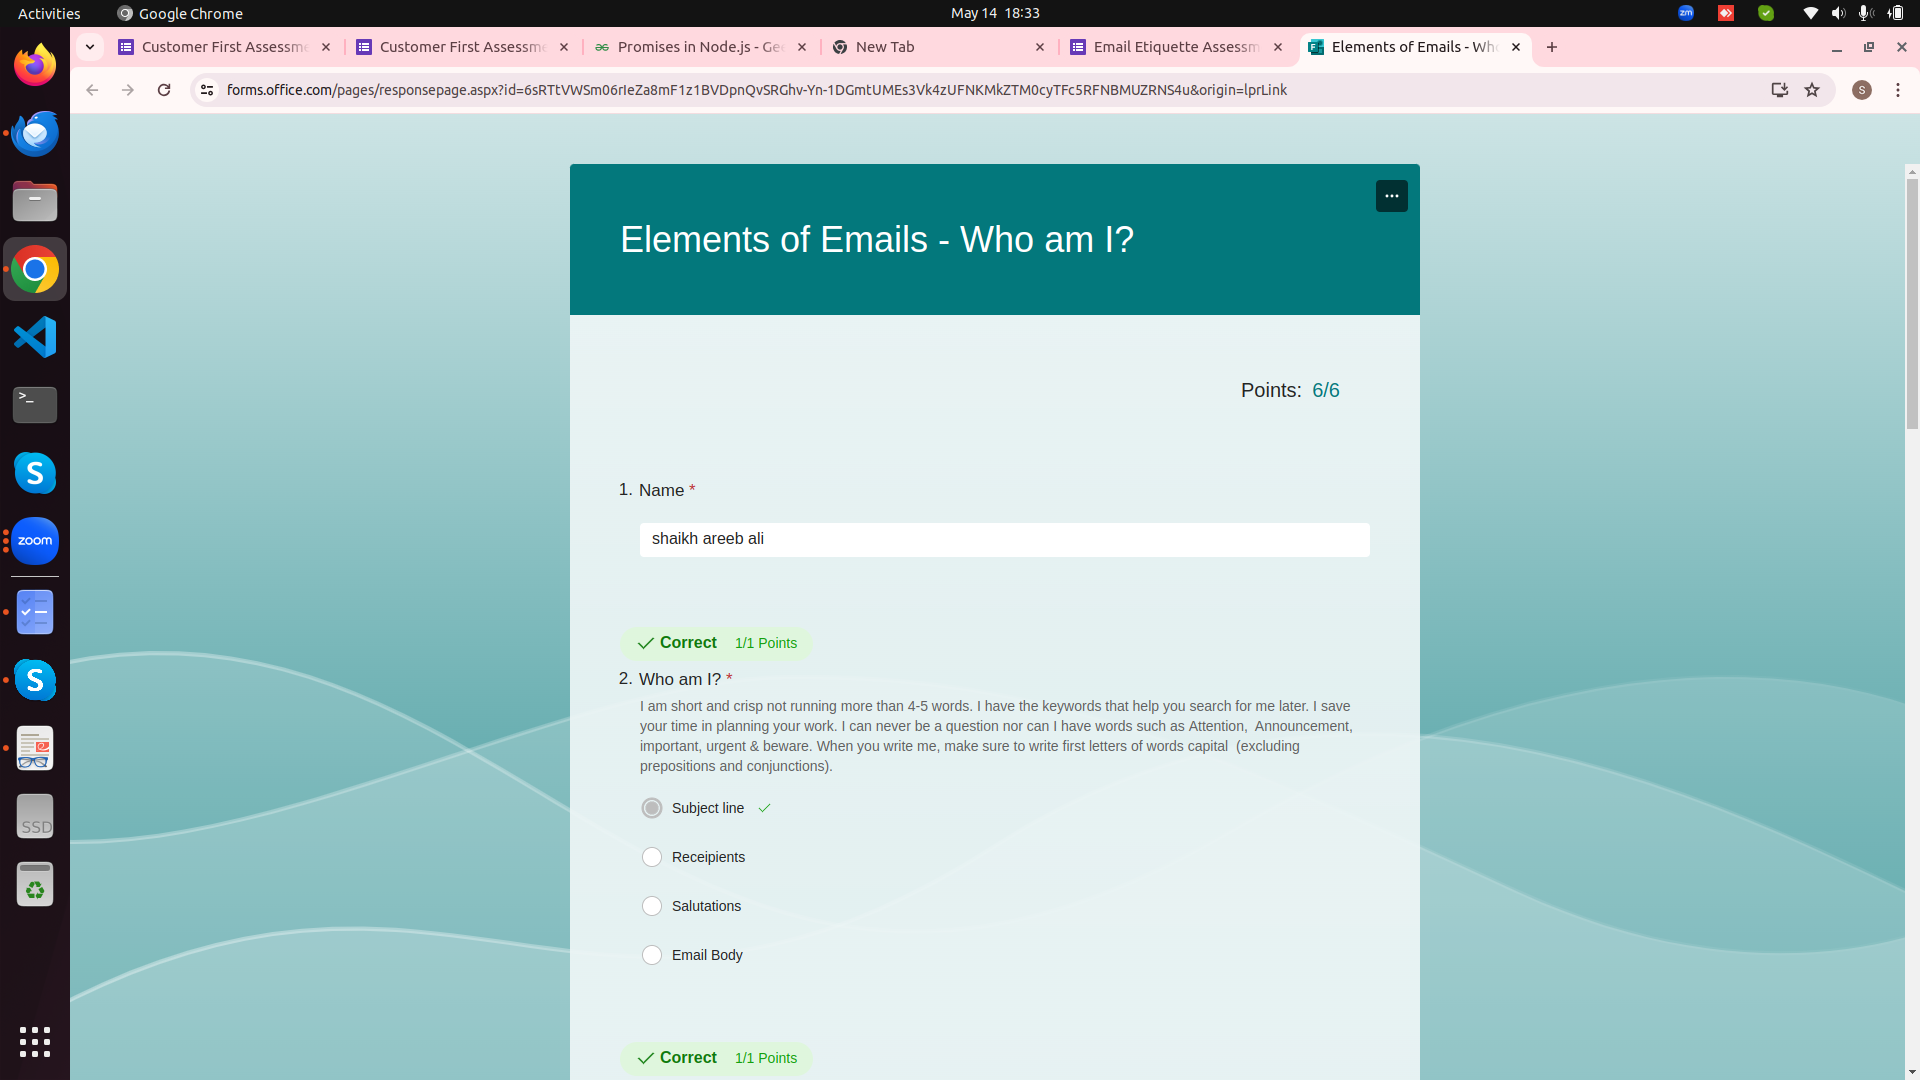 Activities
Google Chrome
May 14 18:33
zm
Customer First Assessme
Customer First Assessme
Promises in Node.js - Gee
New Tab
Email Etiquette Assessm
Elements of Emails - Who
forms.office.com/pages/responsepage.aspx?id=6sRTtVWSm06rIeZa8mF1z1BVDpnQvSRGhv-Yn-1DGmtUMEs3Vk4zUFNKMkZTM0cyTFc5RFNBMUZRNS4u&origin=lprLink
S
Elements of Emails - Who am I?
Points: 6/6
1. Name *
shaikh areeb ali
Correct 1/1 Points
2. Who am I? *
I am short and crisp not running more than 4-5 words. I have the keywords that help you search for me later. I save
your time in planning your work. I can never be a question nor can I have words such as Attention, Announcement,
important, urgent & beware. When you write me, make sure to write first letters of words capital (excluding
prepositions and conjunctions).
Subject line
Receipients
Salutations
Email Body
Correct 1/1 Points
>_
S
zoom
S
SSD